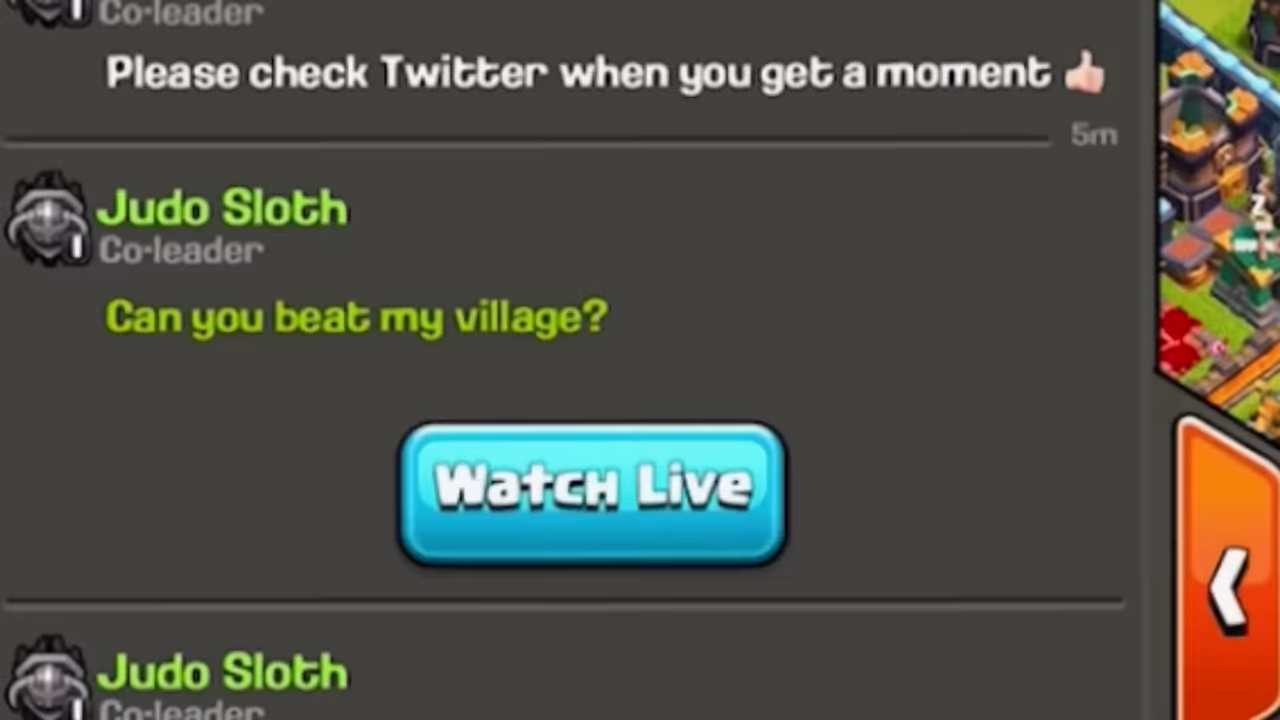 Co-leader
Please check Twitter when you get a moment 👍🏻
5m
Judo Sloth
Co-leader
Can you beat my village?
Watch Live
Judo Sloth
Co-leader